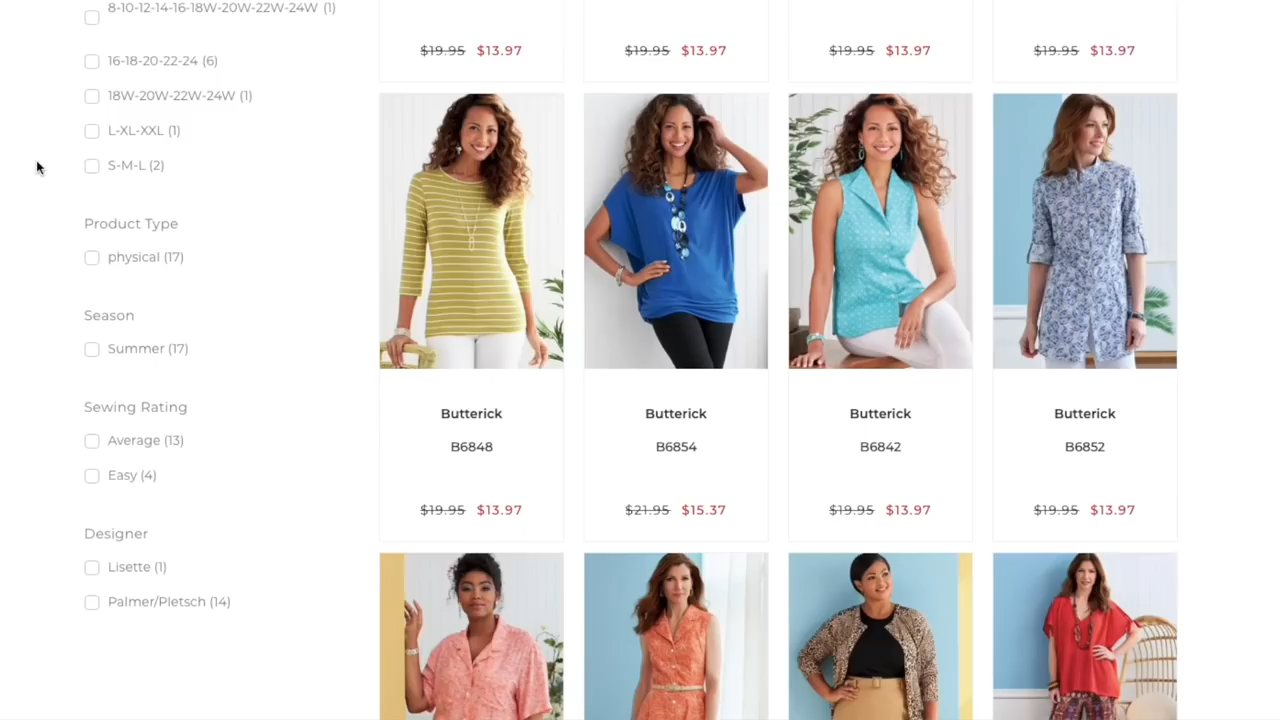 8-10-12-14-16-18W-20W-22W-24W (1)
16-18-20-22-24 (6)
18W-20W-22W-24W (1)
L-XL-XXL (1)
S-M-L (2)
Product Type
physical (17)
Season
Summer (17)
Sewing Rating
Average (13)
Easy (4)
Designer
Lisette (1)
Palmer/Pletsch (14)
$19.95 $13.97
$19.95 $13.97
$19.95 $13.97
$19.95 $13.97
Butterick
B6848
$19.95 $13.97
Butterick
B6854
$21.95 $15.37
Butterick
B6842
$19.95 $13.97
Butterick
B6852
$19.95 $13.97